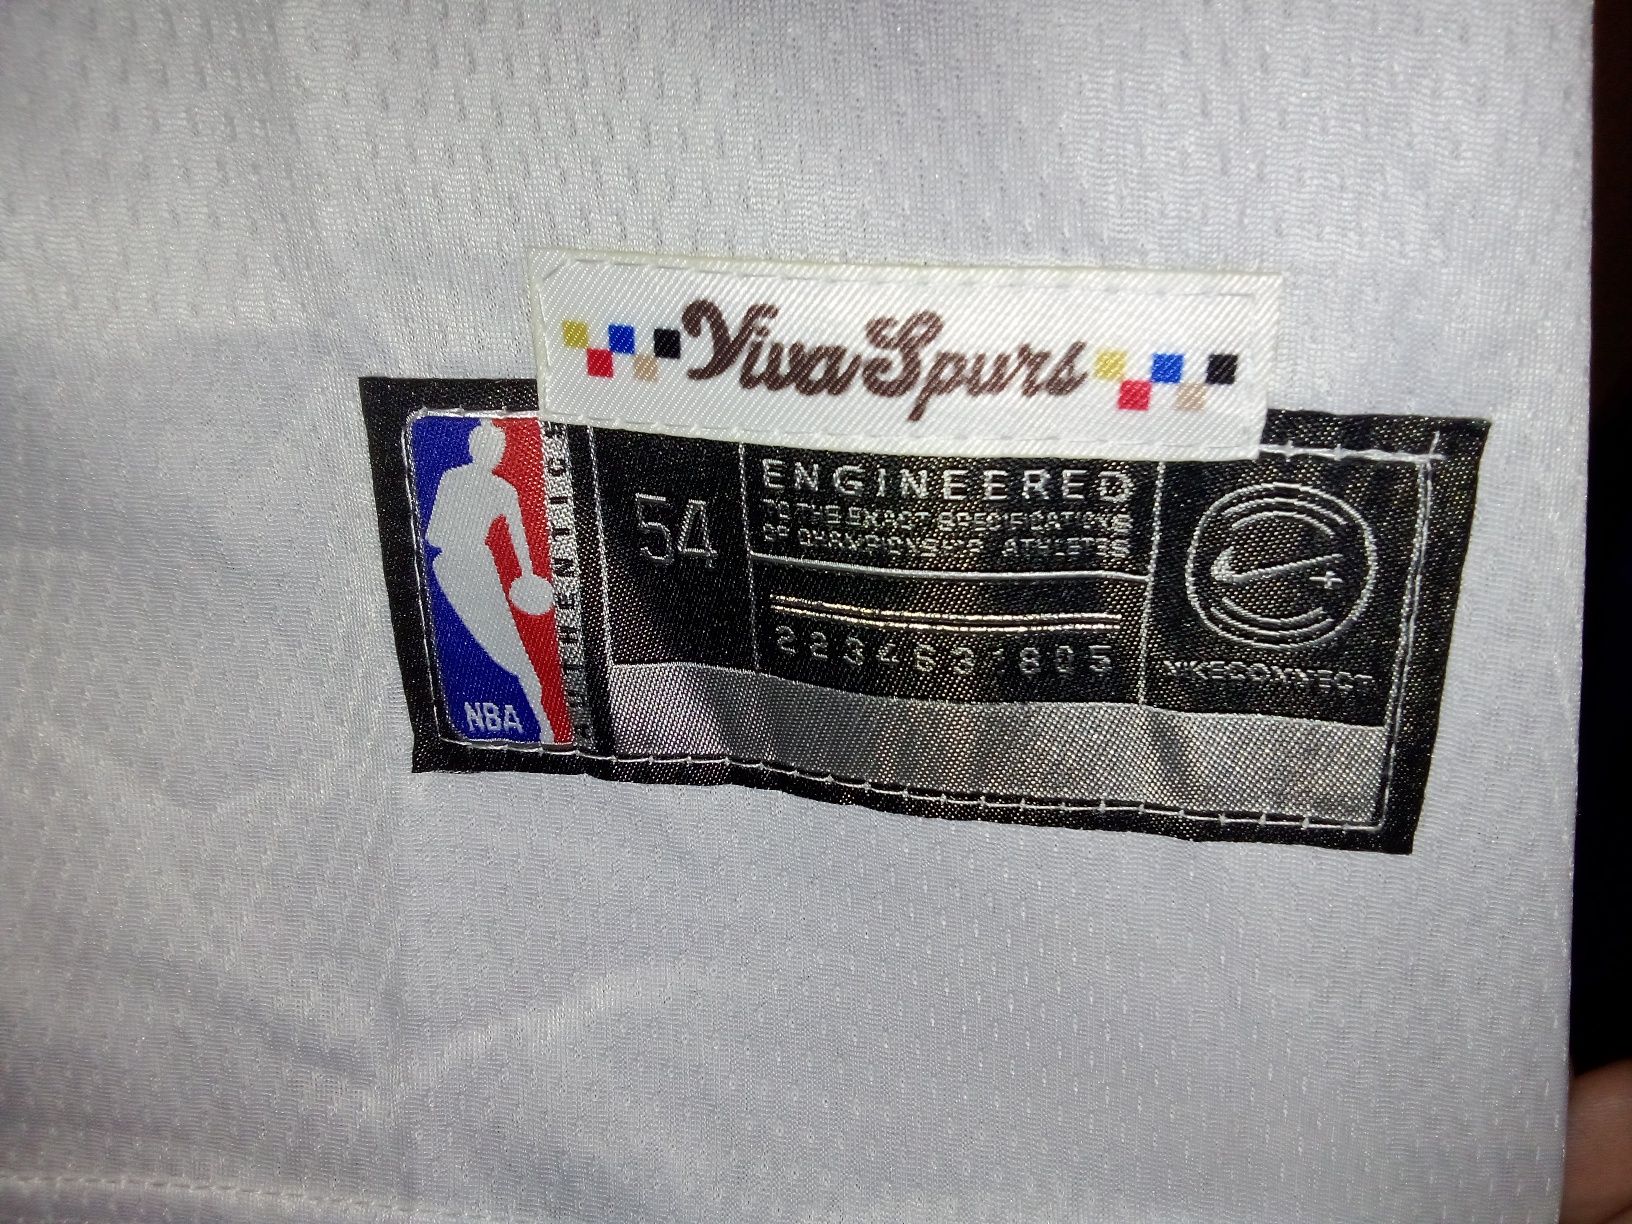 Viva Spurs
NBA
AUTHENTICS
54
ENGINEERED
TO THE EXACT SPECIFICATIONS
OF CHAMPIONSHIP ATHLETES
NIKECONNECT